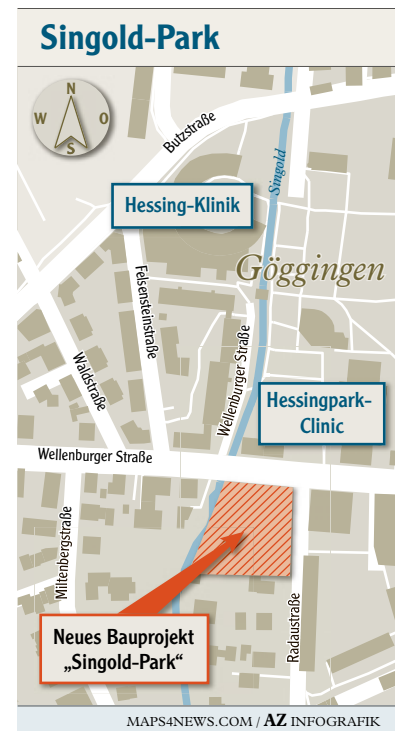 Singold-Park
N
W O
S
Butzstraße
Singold
Hessing-Klinik
Göggingen
Felsensteinstraße
Waldstraße
Wellenburger Straße
Hessingpark-
Clinic
Wellenburger Straße
Miltenbergstraße
Radaustraße
Neues Bauprojekt
„Singold-Park“
MAPS4NEWS.COM / AZ INFOGRAFIK